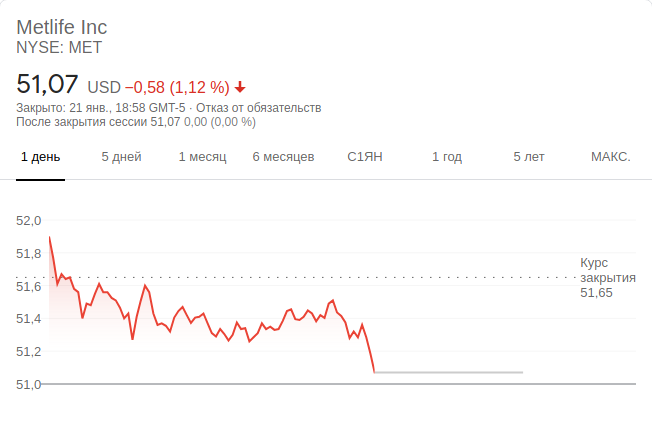 Metlife Inc
NYSE: MET
51,07 USD −0,58 (1,12 %)
Закрыто: 21 янв., 18:58 GMT-5 · Отказ от обязательств
После закрытия сессии 51,07 0,00 (0,00 %)
1 день 5 дней 1 месяц 6 месяцев С1ЯН 1 год 5 лет МАКС.
52,0
51,8
51,6
51,4
51,2
51,0
Курс
закрытия
51,65